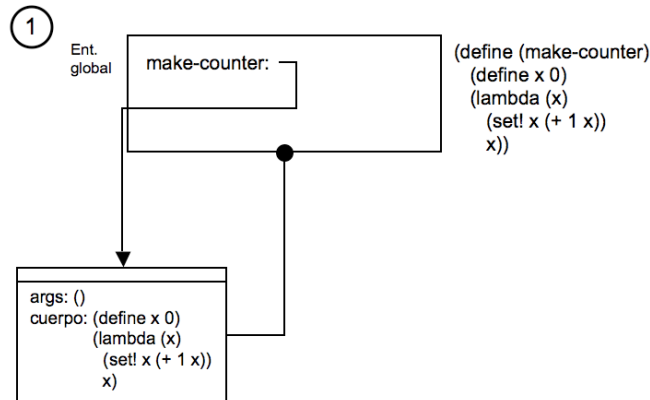 1
Ent.
global
make-counter:
(define (make-counter)
(define x 0)
(lambda (x)
(set! x (+ 1 x))
x))
args: ()
cuerpo: (define x 0)
(lambda (x)
(set! x (+ 1 x))
x)